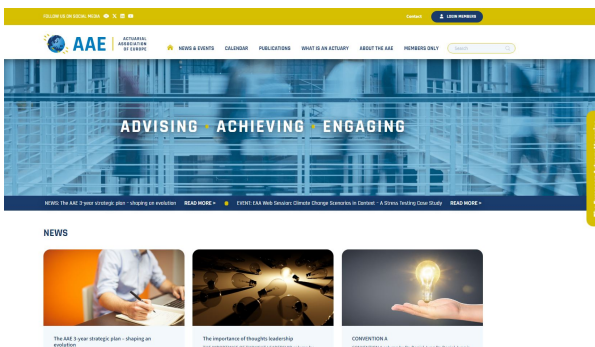 FOLLOW US ON SOCIAL MEDIA
Contact
LOGIN MEMBERS
AAE
ACTUARIAL
ASSOCIATION
OF EUROPE
NEWS & EVENTS
CALENDAR
PUBLICATIONS
WHAT IS AN ACTUARY
ABOUT THE AAE
MEMBERS ONLY
Search
ADVISING • ACHIEVING • ENGAGING
NEWS: The AAE 3-year strategic plan – shaping an evolution READ MORE » EVENT: EAA Web Session: Climate Change Scenarios in Context – A Stress Testing Case Study READ MORE »
NEWS
The AAE 3-year strategic plan – shaping an
evolution
The importance of thoughts leadership
CONVENTION A